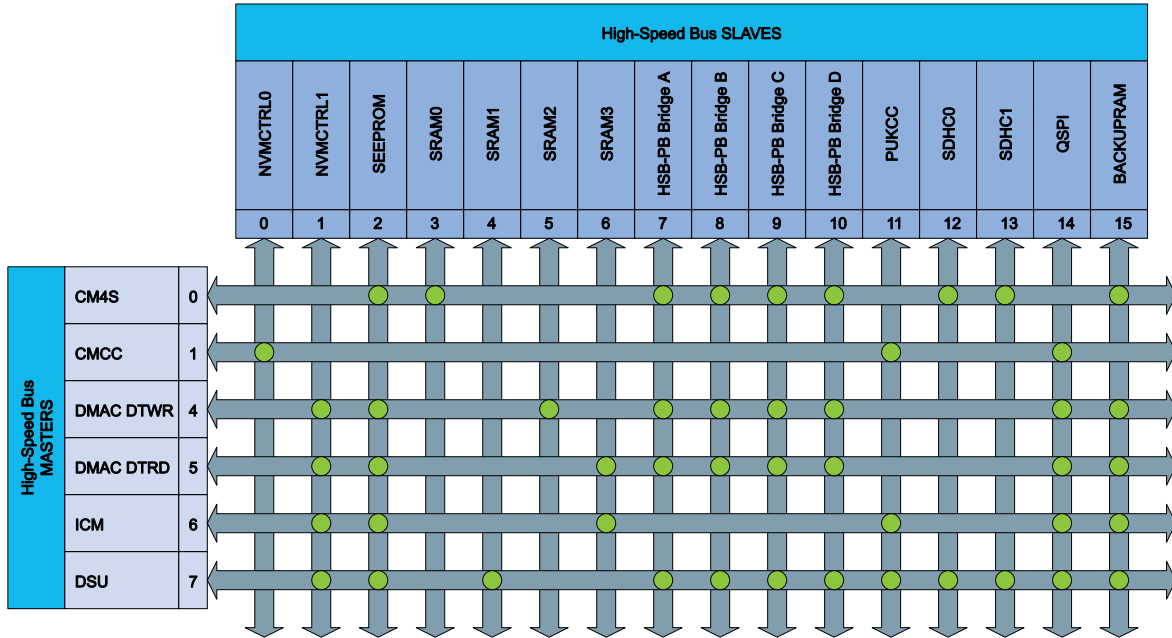 High-Speed Bus SLAVES
NVMCTRL0
NVMCTRL1
SEEPROM
SRAM0
SRAM1
SRAM2
SRAM3
HSB-PB Bridge A
HSB-PB Bridge B
HSB-PB Bridge C
HSB-PB Bridge D
PUKCC
SDHC0
SDHC1
QSPI
BACKUPRAM
0 1 2 3 4 5 6 7 8 9 10 11 12 13 14 15
High-Speed Bus
MASTERS
CM4S 0
CMCC 1
DMAC DTWR 4
DMAC DTRD 5
ICM 6
DSU 7